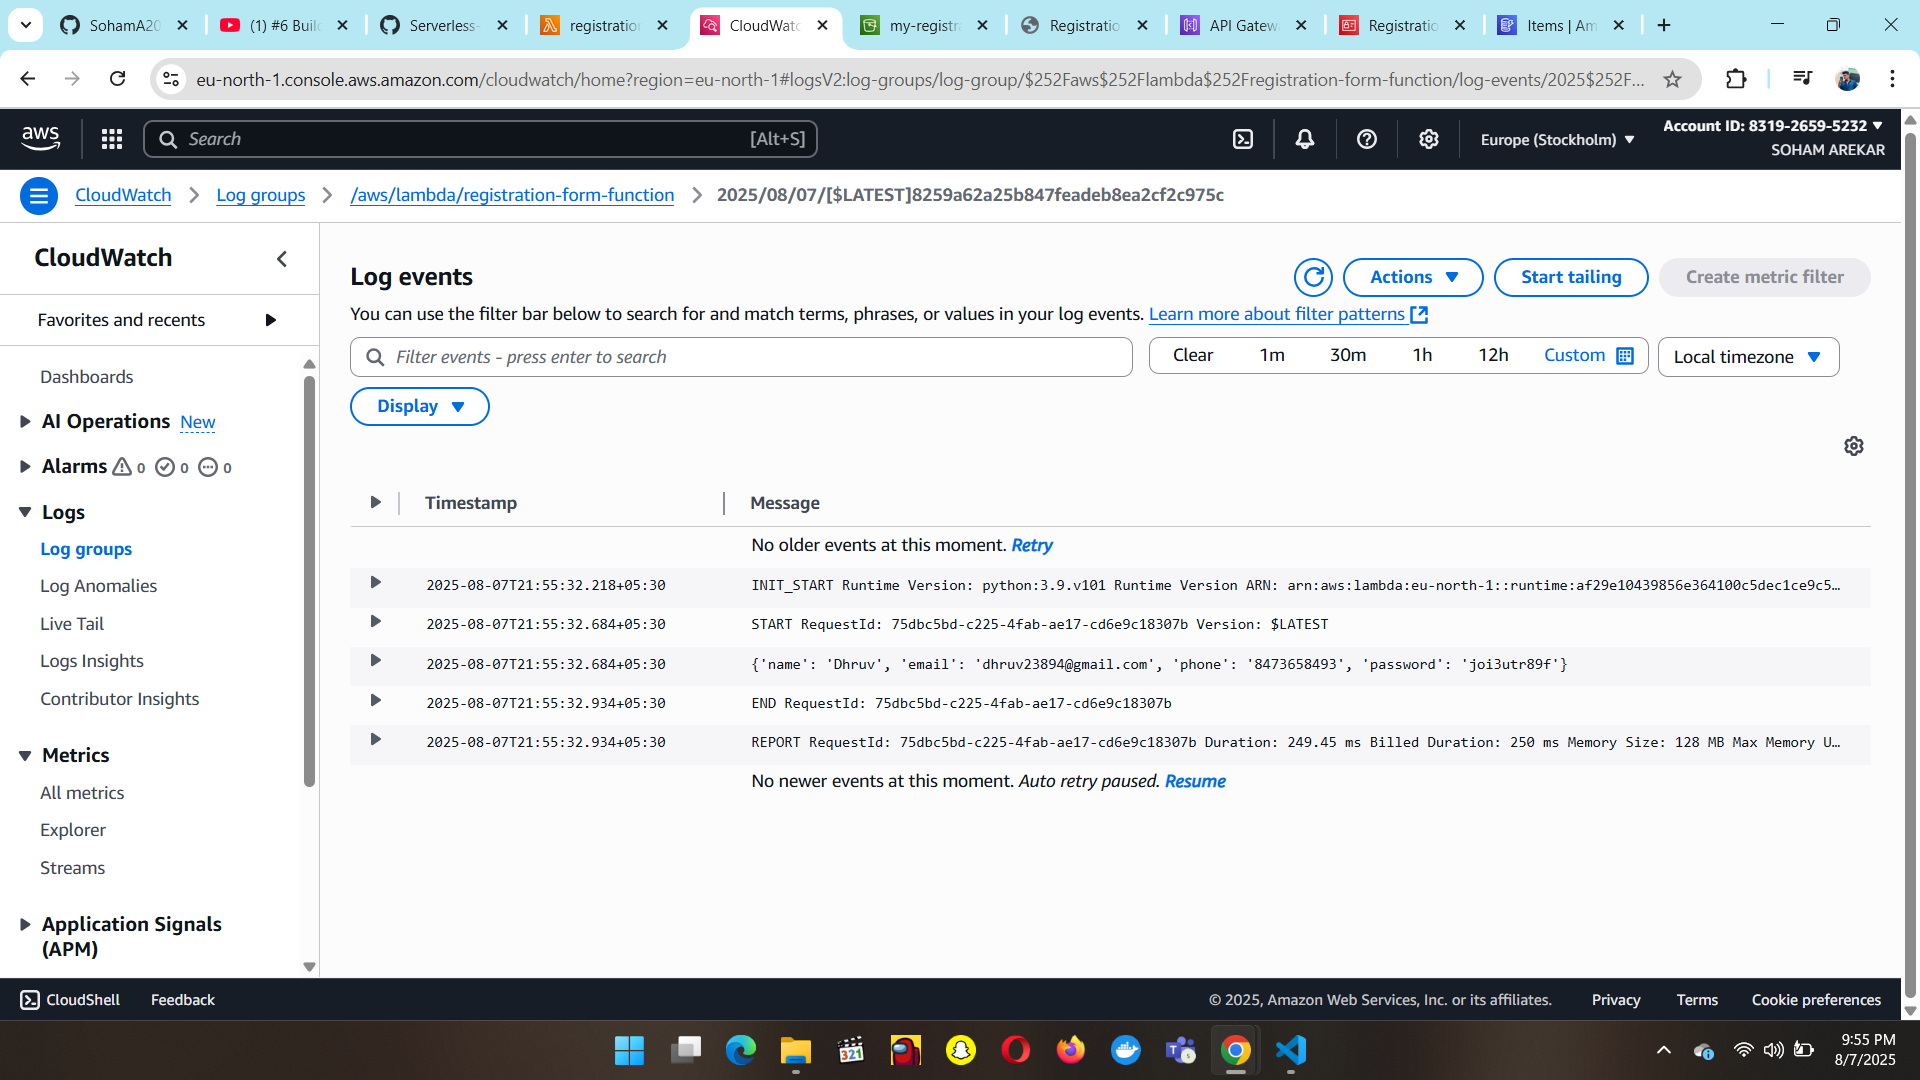 SohamA20
(1) #6 Buil
Serverless-
registration
CloudWatc
my-registra
Registratio
API Gatew
Registratio
Items | Am
eu-north-1.console.aws.amazon.com/cloudwatch/home?region=eu-north-1#logsV2:log-groups/log-group/$252Faws$252Flambda$252Fregistration-form-function/log-events/2025$252F...
aws
Search [Alt+S]
Europe (Stockholm)
Account ID: 8319-2659-5232
SOHAM AREKAR
CloudWatch
Log groups
/aws/lambda/registration-form-function
2025/08/07/[$LATEST]8259a62a25b847feadeb8ea2cf2c975c
CloudWatch
Favorites and recents
Dashboards
AI Operations New
Alarms 0 0 0
Logs
Log groups
Log Anomalies
Live Tail
Logs Insights
Contributor Insights
Metrics
All metrics
Explorer
Streams
Application Signals
(APM)
Log events
Actions
Start tailing
Create metric filter
You can use the filter bar below to search for and match terms, phrases, or values in your log events. Learn more about filter patterns
Filter events - press enter to search
Clear 1m 30m 1h 12h Custom
Local timezone
Display
Timestamp Message
No older events at this moment. Retry
2025-08-07T21:55:32.218+05:30 INIT_START Runtime Version: python:3.9.v101 Runtime Version ARN: arn:aws:lambda:eu-north-1::runtime:af29e10439856e364100c5dec1ce9c5…
2025-08-07T21:55:32.684+05:30 START RequestId: 75dbc5bd-c225-4fab-ae17-cd6e9c18307b Version: $LATEST
2025-08-07T21:55:32.684+05:30 {'name': 'Dhruv', 'email': 'dhruv23894@gmail.com', 'phone': '8473658493', 'password': 'joi3utr89f'}
2025-08-07T21:55:32.934+05:30 END RequestId: 75dbc5bd-c225-4fab-ae17-cd6e9c18307b
2025-08-07T21:55:32.934+05:30 REPORT RequestId: 75dbc5bd-c225-4fab-ae17-cd6e9c18307b Duration: 249.45 ms Billed Duration: 250 ms Memory Size: 128 MB Max Memory U…
No newer events at this moment. Auto retry paused. Resume
CloudShell Feedback
© 2025, Amazon Web Services, Inc. or its affiliates. Privacy Terms Cookie preferences
321
9:55 PM
8/7/2025